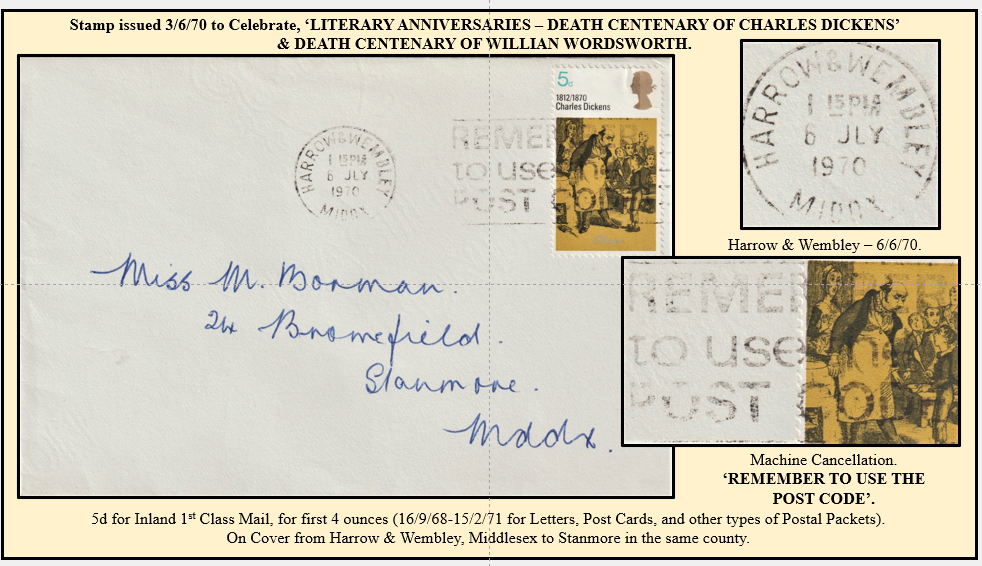 Stamp issued 3/6/70 to Celebrate, ‘LITERARY ANNIVERSARIES – DEATH CENTENARY OF CHARLES DICKENS’
& DEATH CENTENARY OF WILLIAN WORDSWORTH.
5d
1812/1870
Charles Dickens
HARROW & WEMBLEY
1 15 PM
6 JLY
1970
MIDDX
REMEMBER
to use
POST
Miss M. Borman.
24 Bromefield.
Stanmore.
Middx.
HARROW & WEMBLEY
1 15 PM
6 JLY
1970
MIDDX
Harrow & Wembley – 6/6/70.
REMEMBER
to use
POST
Machine Cancellation.
‘REMEMBER TO USE THE
POST CODE’.
5d for Inland 1st Class Mail, for first 4 ounces (16/9/68-15/2/71 for Letters, Post Cards, and other types of Postal Packets).
On Cover from Harrow & Wembley, Middlesex to Stanmore in the same county.